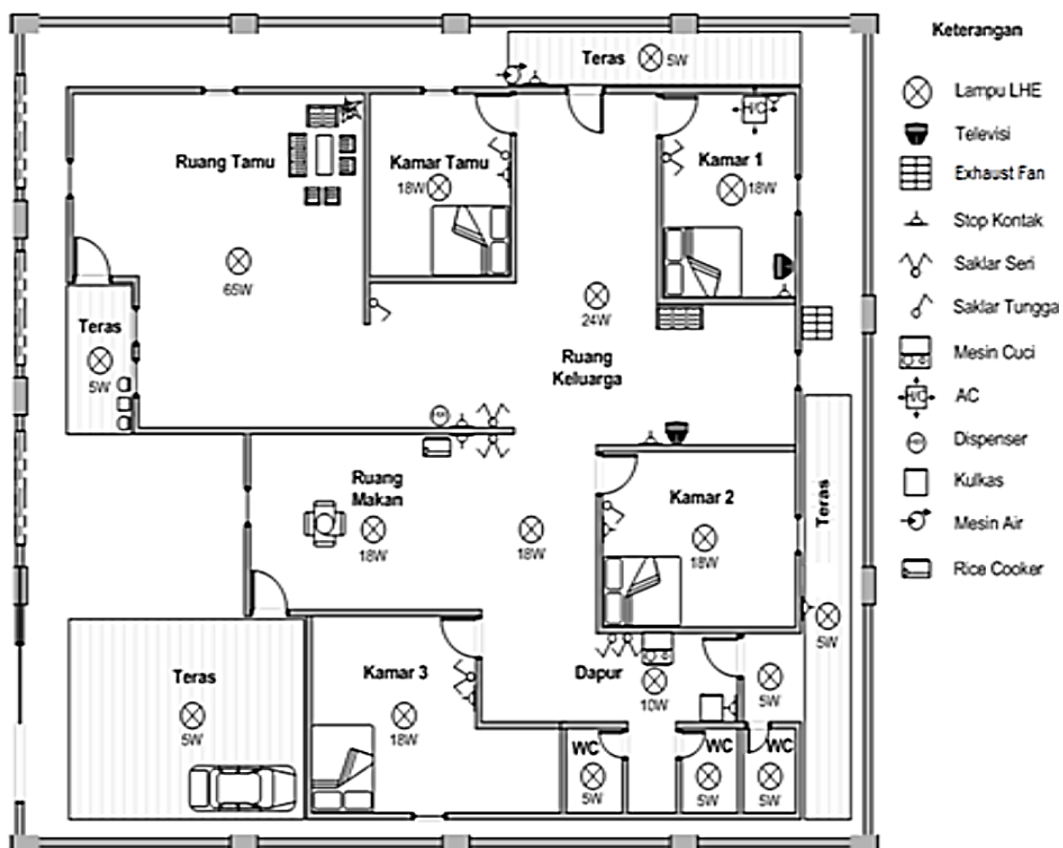 Keterangan
Lampu LHE
Televisi
Exhaust Fan
Stop Kontak
Saklar Seri
Saklar Tungga
Mesin Cuci
H/C
AC
Dispenser
Kulkas
Mesin Air
Rice Cooker
Teras
5W
Ruang Tamu
65W
Kamar Tamu
18W
H/C
Kamar 1
18W
24W
Ruang
Keluarga
Teras
5W
Ruang
Makan
18W
18W
Kamar 2
18W
Teras
5W
Teras
5W
Kamar 3
18W
Dapur
10W
5W
WC
5W
WC
5W
WC
5W